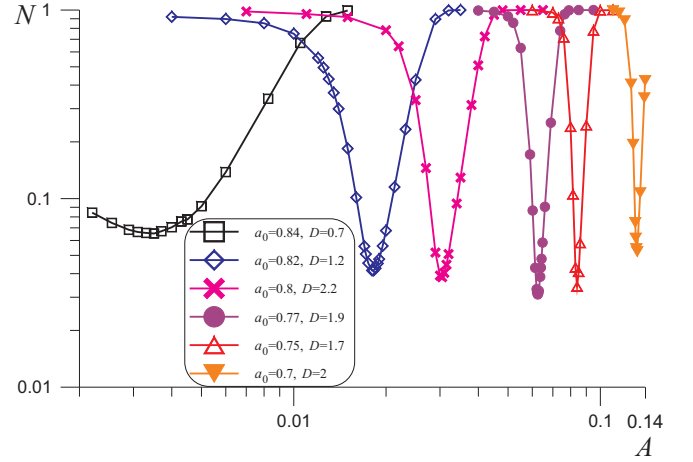 N
1
0.1
a0=0.84, D=0.7
a0=0.82, D=1.2
a0=0.8, D=2.2
a0=0.77, D=1.9
a0=0.75, D=1.7
a0=0.7, D=2
0.01
0.01 0.1 0.14
A